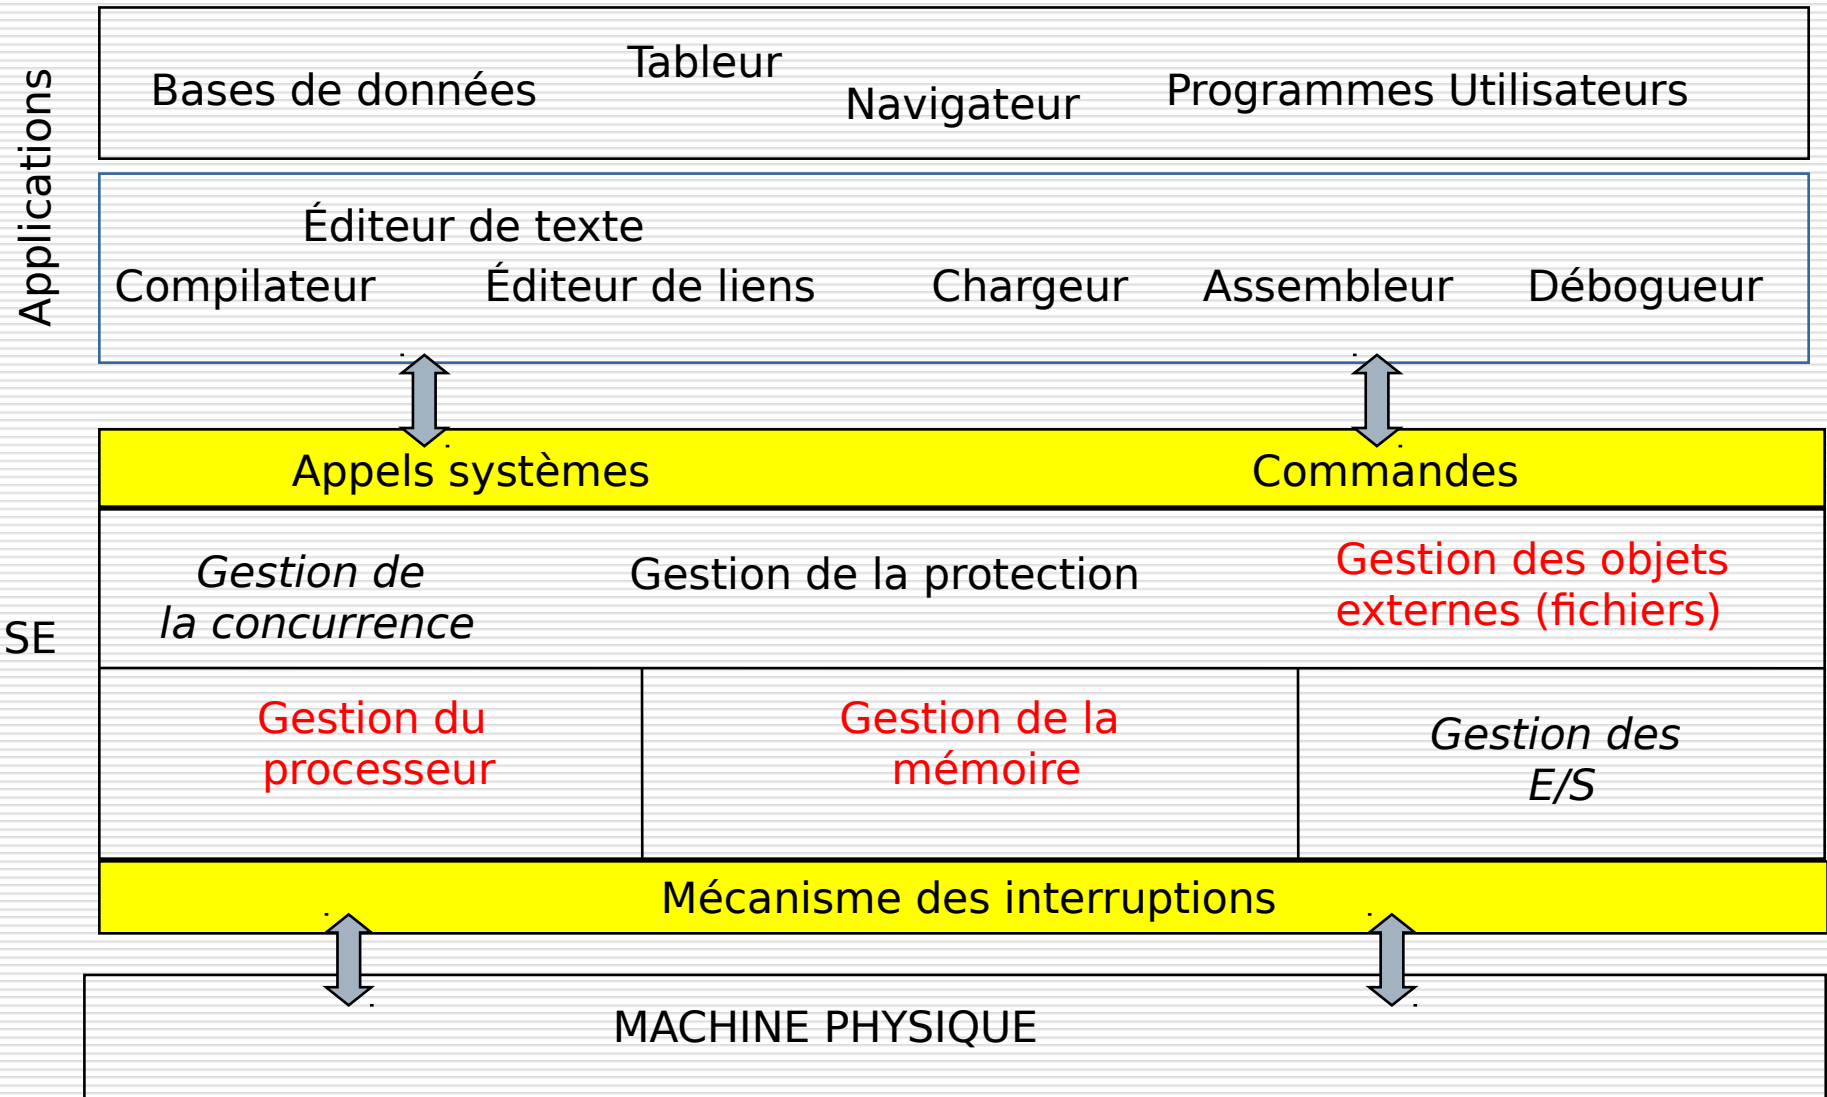 Applications
Tableur
Bases de données
Navigateur
Programmes Utilisateurs
Éditeur de texte
Compilateur
Éditeur de liens
Chargeur
Assembleur
Débogueur
Appels systèmes
Commandes
SE
Gestion de
la concurrence
Gestion de la protection
Gestion des objets
externes (fichiers)
Gestion du
processeur
Gestion de la
mémoire
Gestion des
E/S
Mécanisme des interruptions
MACHINE PHYSIQUE